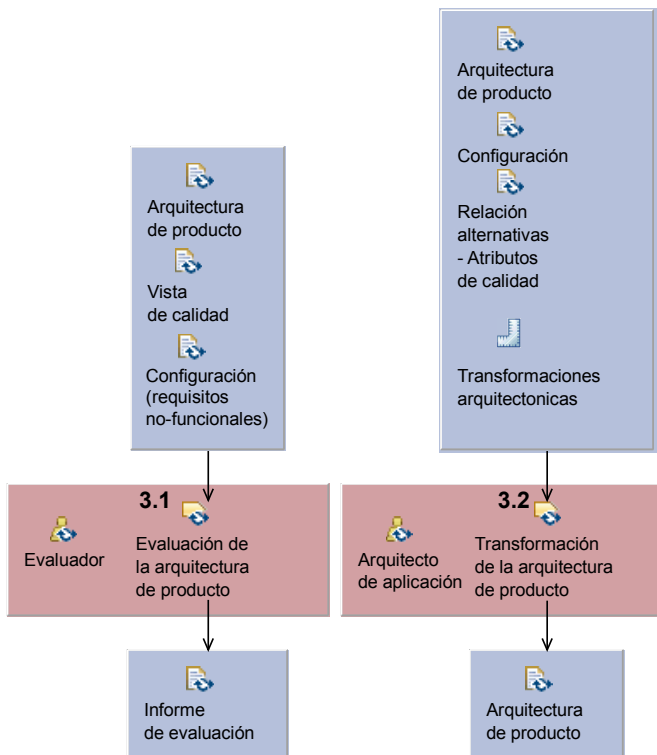 Arquitectura
de producto
Vista
de calidad
Configuración
(requisitos
no-funcionales)
3.1
Evaluador
Evaluación de
la arquitectura
de producto
Informe
de evaluación
Arquitectura
de producto
Configuración
Relación
alternativas
- Atributos
de calidad
Transformaciones
arquitectonicas
3.2
Arquitecto
de aplicación
Transformación
de la arquitectura
de producto
Arquitectura
de producto